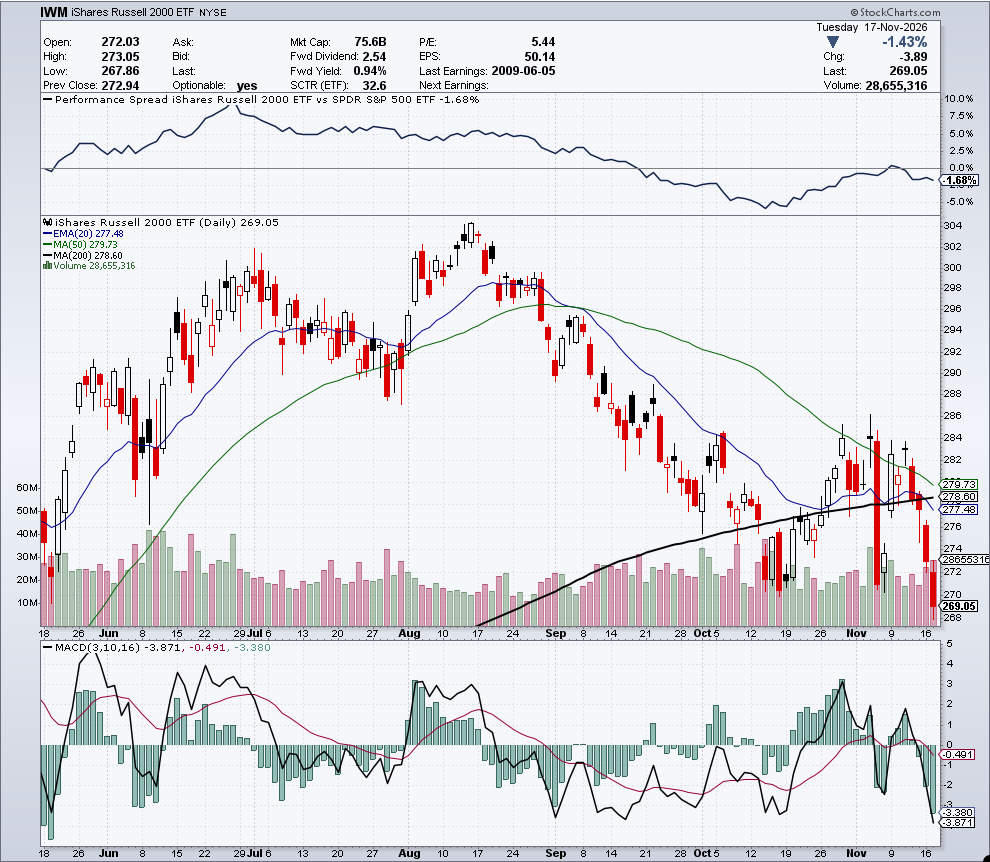 IWM iShares Russell 2000 ETF NYSE
© StockCharts.com
Tuesday 17-Nov-2026
Open: 272.03 Ask: Mkt Cap: 75.6B P/E: 5.44 ▼ -1.43%
High: 273.05 Bid: Fwd Dividend: 2.54 EPS: 50.14 Chg: -3.89
Low: 267.86 Last: Fwd Yield: 0.94% Last Earnings: 2009-06-05 Last: 269.05
Prev Close: 272.94 Optionable: yes SCTR (ETF): 32.6 Next Earnings: Volume: 28,655,316
Performance Spread iShares Russell 2000 ETF vs SPDR S&P 500 ETF -1.68%
10.0%
7.5%
5.0%
2.5%
0.0%
-1.68%
-5.0%
iShares Russell 2000 ETF (Daily) 269.05
EMA(20) 277.48
MA(50) 279.73
MA(200) 278.60
Volume 28,655,316
304
302
300
298
296
294
292
290
288
286
284
282
279.73
278.60
277.48
276
274
28655316
272
270
269.05
268
60M
50M
40M
30M
20M
10M
18 26 Jun 8 15 22 29 Jul 6 13 20 27 Aug 10 17 24 Sep 8 14 21 28 Oct 5 12 19 26 Nov 9 16
MACD(3,10,16) -3.871, -0.491, -3.380
5
4
3
2
1
0
-0.491
-1
-2
-3
-3.380
-3.871
18 26 Jun 8 15 22 29 Jul 6 13 20 27 Aug 10 17 24 Sep 8 14 21 28 Oct 5 12 19 26 Nov 9 16